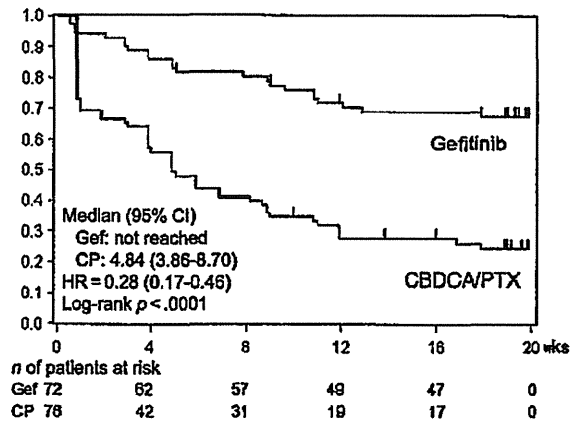 1.0
0.9
0.8
0.7
0.6
0.5
0.4
0.3
0.2
0.1
0.0
Gefitinib
Median (95% CI)
Gef: not reached
CP: 4.84 (3.86-8.70)
HR = 0.28 (0.17-0.46)
Log-rank p < .0001
CBDCA/PTX
0 4 8 12 16 20 wks
n of patients at risk
Gef 72 62 57 49 47 0
CP 78 42 31 19 17 0